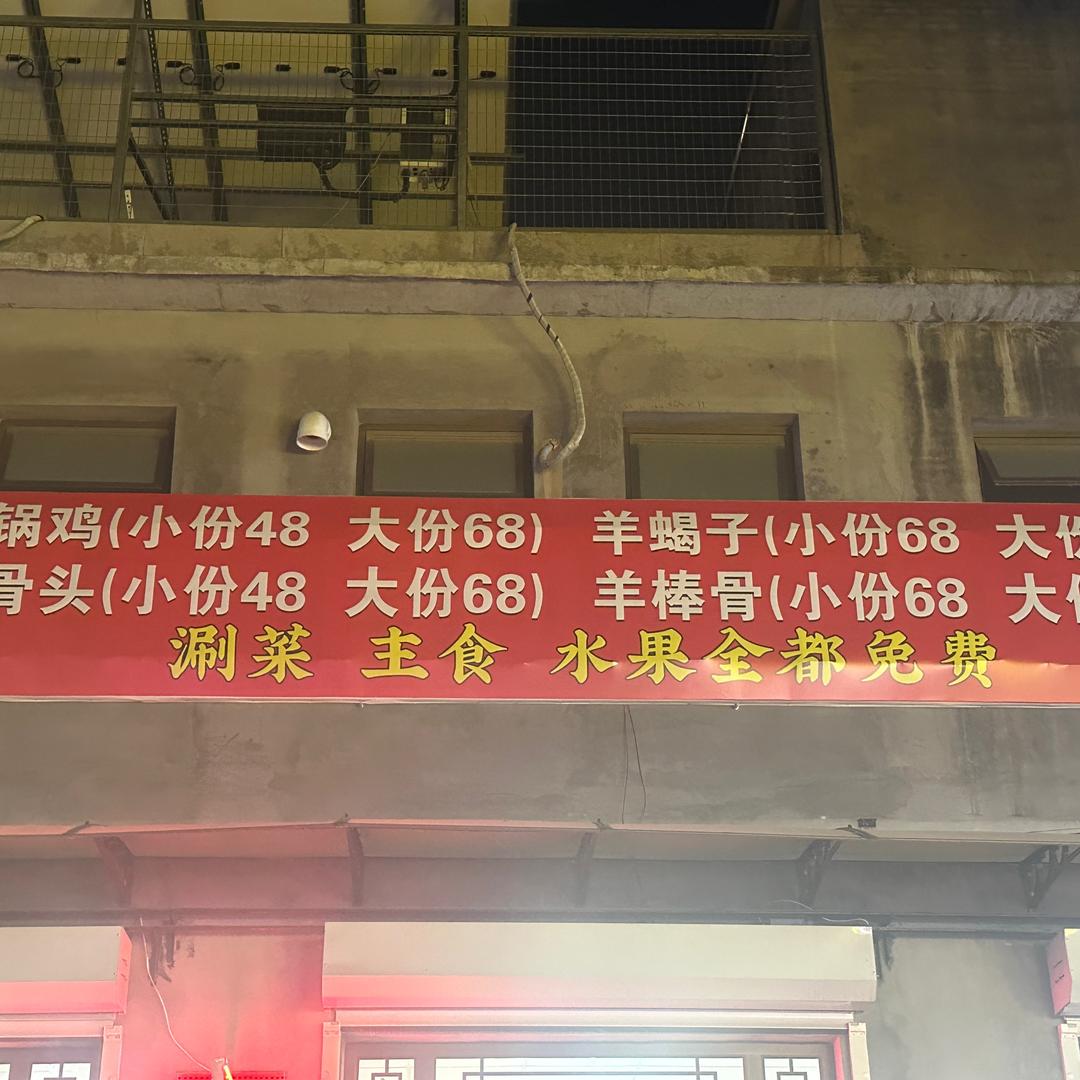 锅鸡(小份48 大份68) 羊蝎子(小份68 大份
骨头(小份48 大份68) 羊棒骨(小份68 大份
涮菜 主食 水果全都免费